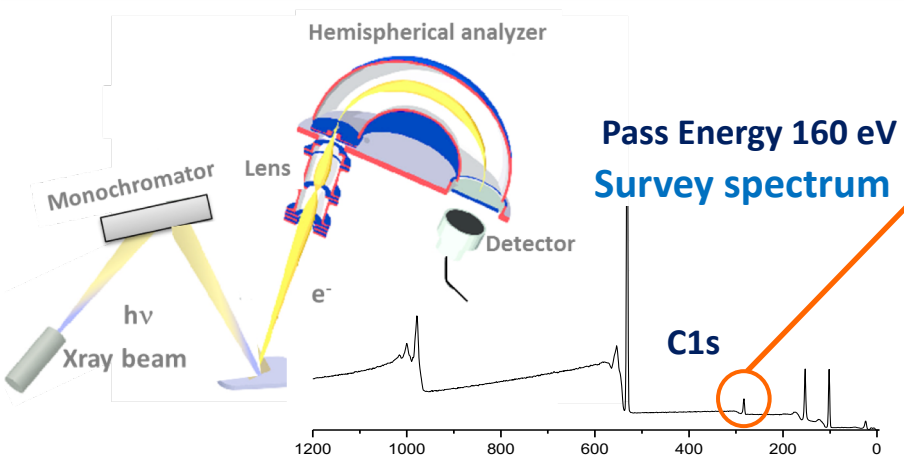 Hemispherical analyzer
Pass Energy 160 eV
Lens
Survey spectrum
Monochromator
Detector
e-
hν
C1s
Xray beam
1200 1000 800 600 400 200 0